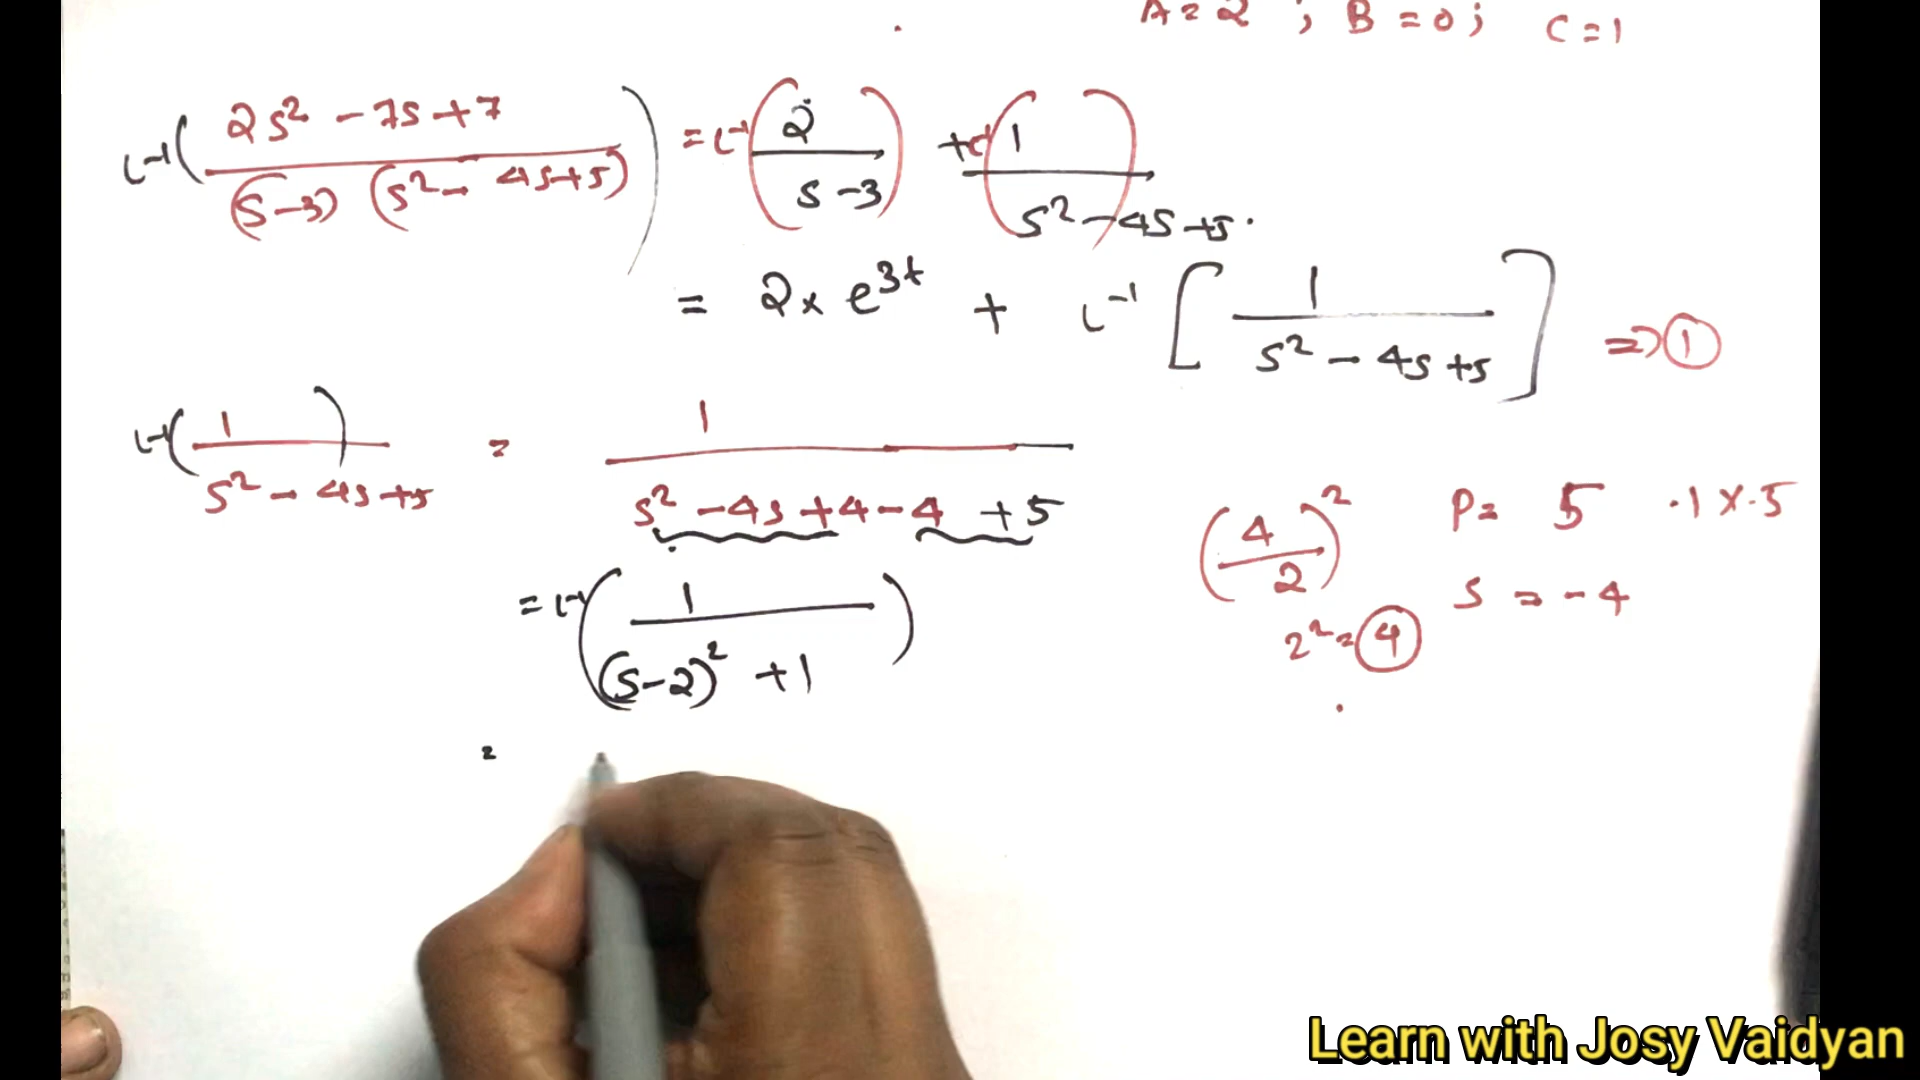 A = 2 ; B = 0 ; C = 1
L⁻¹( 2s² - 7s + 7 / (s-3) (s² - 4s + 5) ) = L⁻¹( 2 / s-3 ) + L⁻¹( 1 / s² - 4s + 5 )
= 2 × e^3t + L⁻¹ [ 1 / s² - 4s + 5 ] => ①
L⁻¹( 1 / s² - 4s + 5 ) = 1 / s² - 4s + 4 - 4 + 5
= L⁻¹( 1 / (s-2)² + 1 )
=
(4/2)²
2² = 4
P = 5 · 1 × · 5
S = -4
Learn with Josy Vaidyan